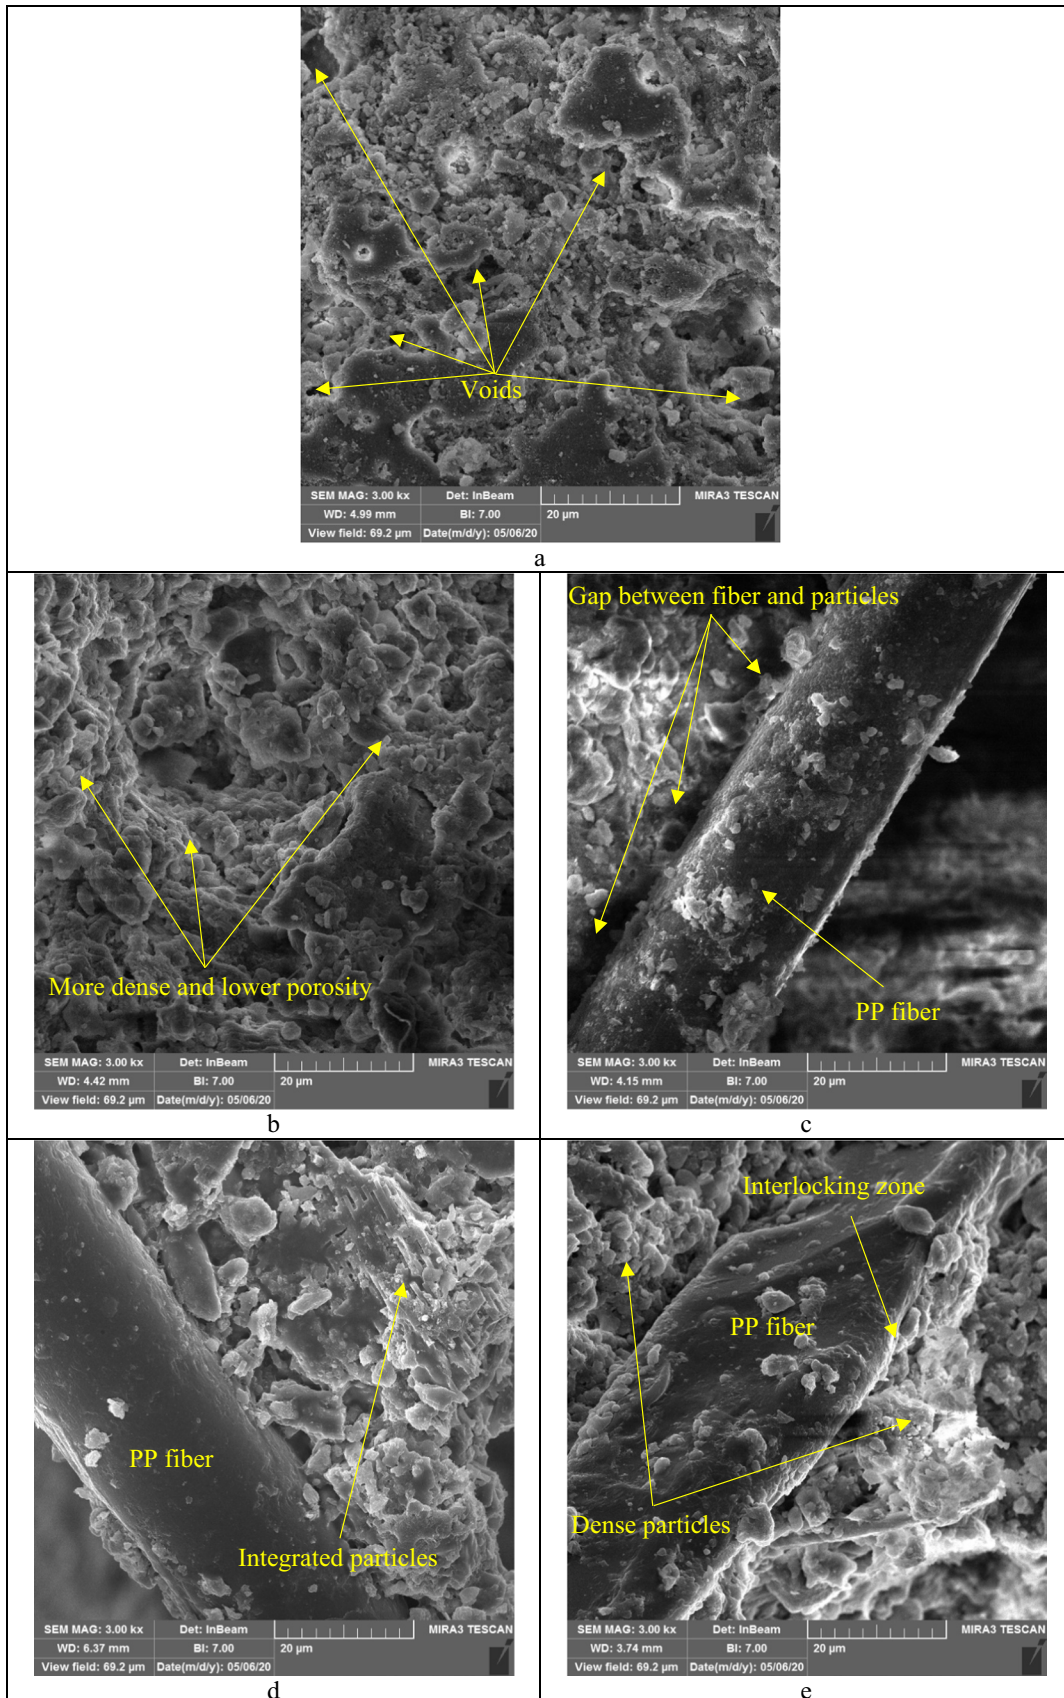 Voids
SEM MAG: 3.00 kx Det: InBeam MIRA3 TESCAN
WD: 4.99 mm BI: 7.00 20 µm
View field: 69.2 µm Date(m/d/y): 05/06/20
a
More dense and lower porosity
SEM MAG: 3.00 kx Det: InBeam MIRA3 TESCAN
WD: 4.42 mm BI: 7.00 20 µm
View field: 69.2 µm Date(m/d/y): 05/06/20
b
Gap between fiber and particles
PP fiber
SEM MAG: 3.00 kx Det: InBeam MIRA3 TESCAN
WD: 4.15 mm BI: 7.00 20 µm
View field: 69.2 µm Date(m/d/y): 05/06/20
c
PP fiber
Integrated particles
SEM MAG: 3.00 kx Det: InBeam MIRA3 TESCAN
WD: 6.37 mm BI: 7.00 20 µm
View field: 69.2 µm Date(m/d/y): 05/06/20
d
Interlocking zone
PP fiber
Dense particles
SEM MAG: 3.00 kx Det: InBeam MIRA3 TESCAN
WD: 3.74 mm BI: 7.00 20 µm
View field: 69.2 µm Date(m/d/y): 05/06/20
e